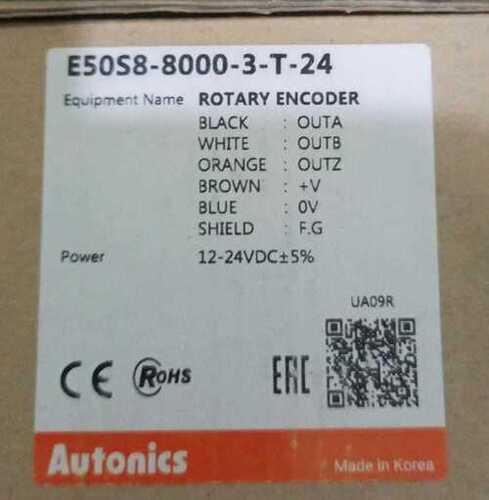 E50S8-8000-3-T-24
Equipment Name ROTARY ENCODER
BLACK : OUTA
WHITE : OUTB
ORANGE : OUTZ
BROWN : +V
BLUE : 0V
SHIELD : F.G
Power 12-24VDC±5%
UA09R
CE RoHS EAC
Autonics Made in Korea